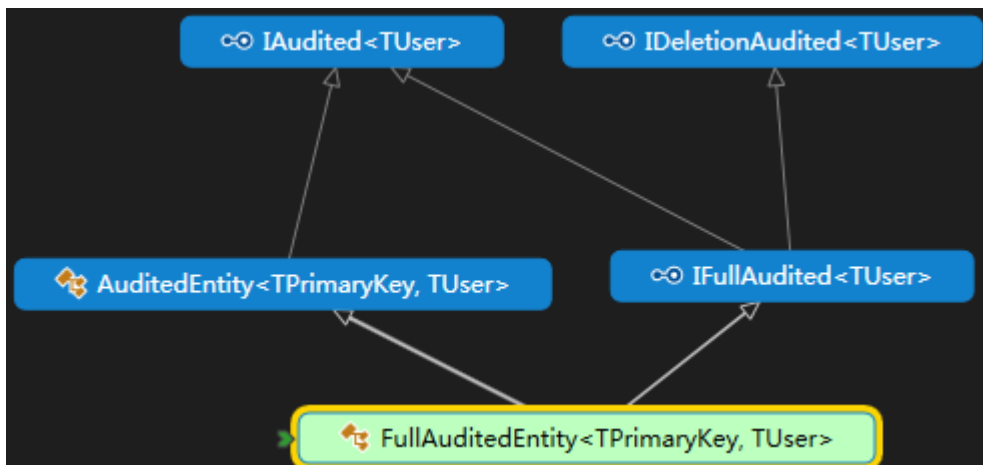 IAudited<TUser>
IDeletionAudited<TUser>
AuditedEntity<TPrimaryKey, TUser>
IFullAudited<TUser>
FullAuditedEntity<TPrimaryKey, TUser>